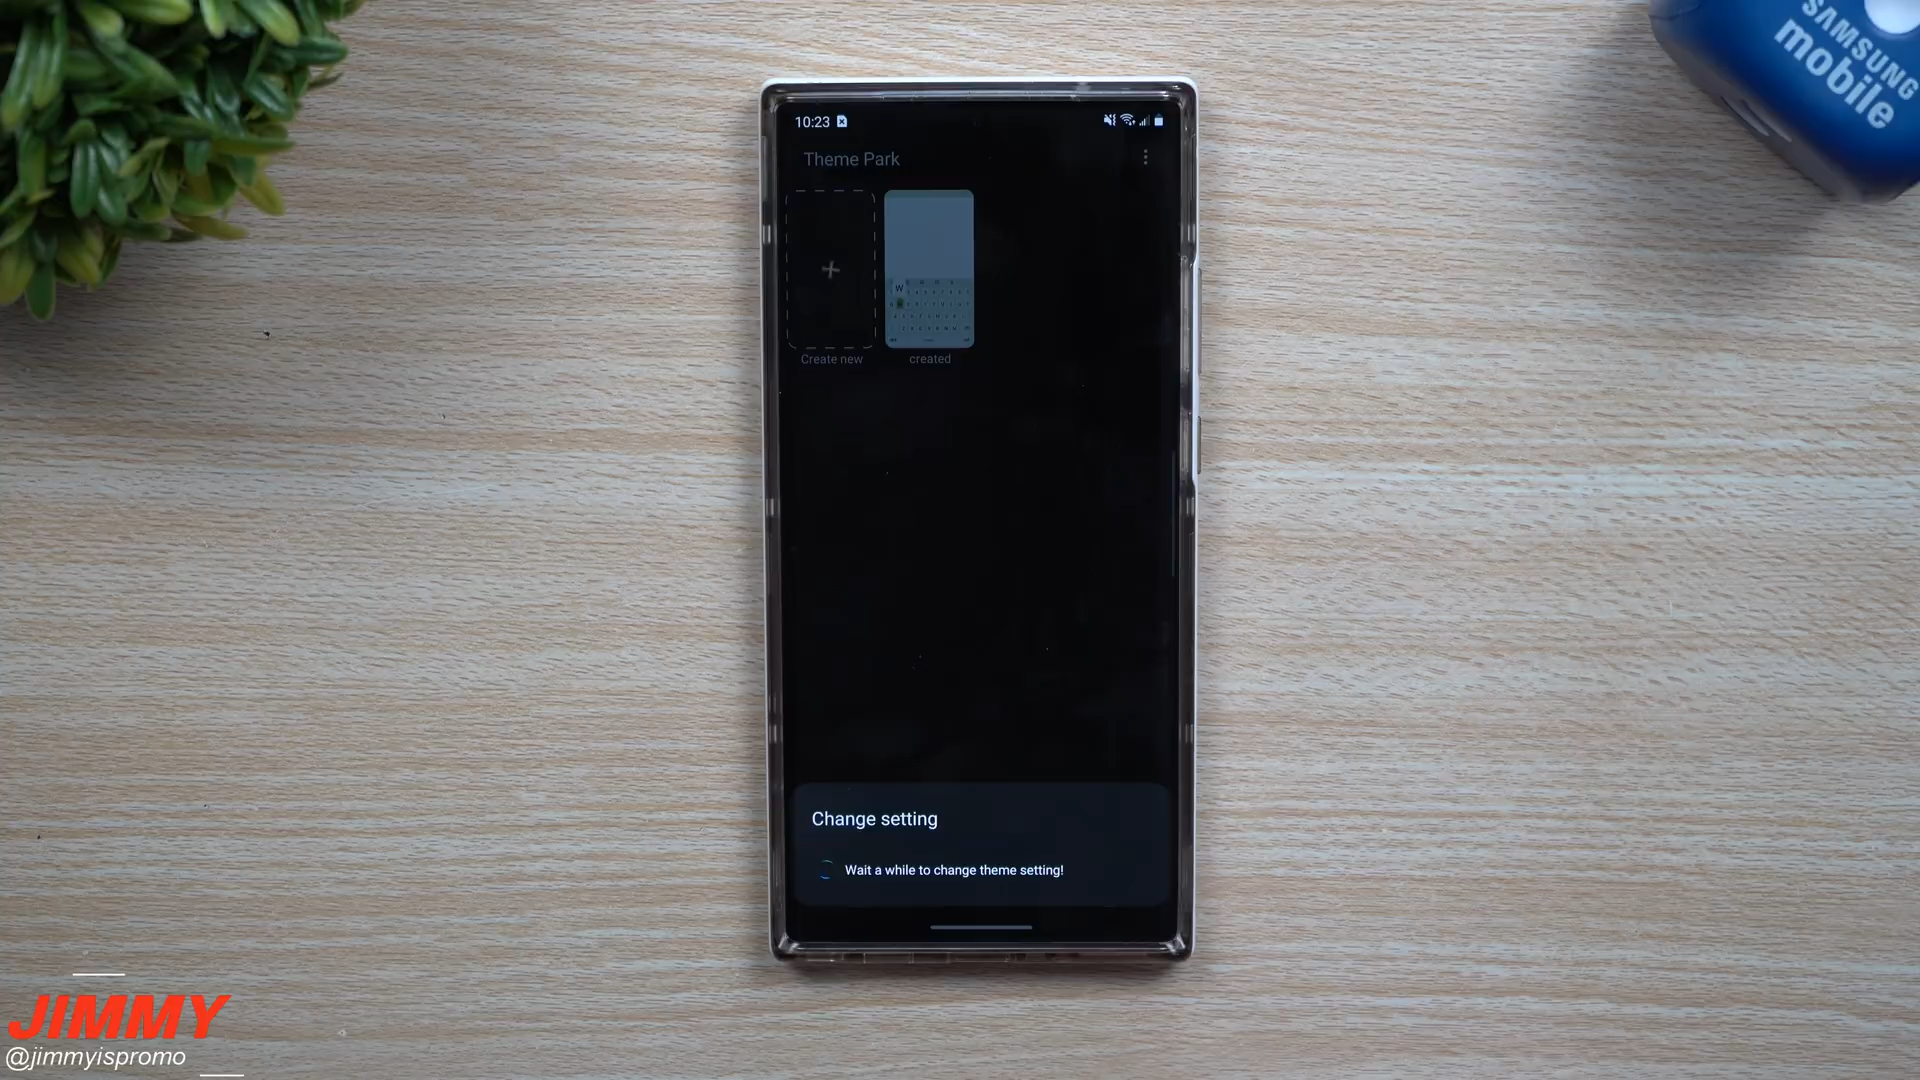 SAMSUNG
mobile
10:23
Theme Park
W
Create new
created
Change setting
Wait a while to change theme setting!
JIMMY
@jimmyispromo